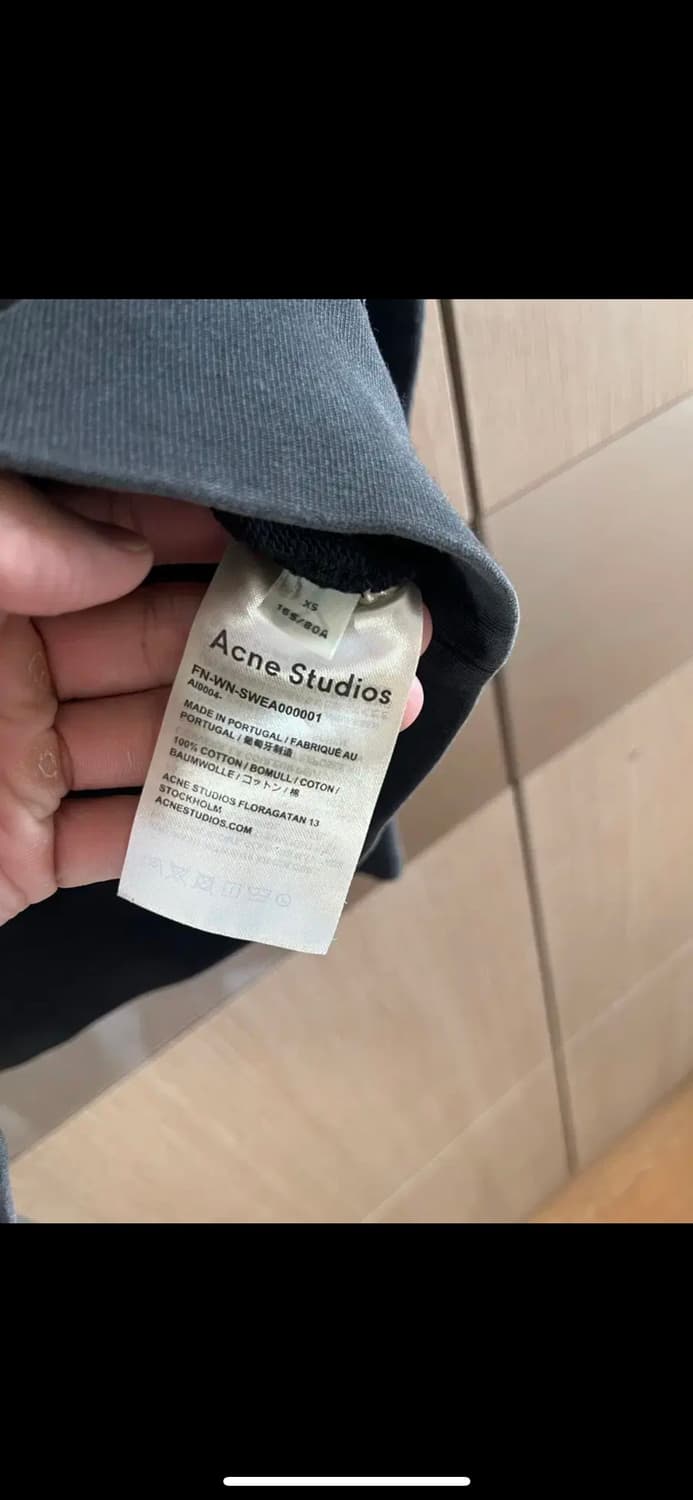 XS
165/80A
Acne Studios
FN-WN-SWEA000001
AI0004-
MADE IN PORTUGAL / FABRIQUÉ AU
PORTUGAL / 葡萄牙制造
100% COTTON / BOMULL / COTON /
BAUMWOLLE / コットン / 棉
ACNE STUDIOS FLORAGATAN 13
STOCKHOLM
ACNESTUDIOS.COM